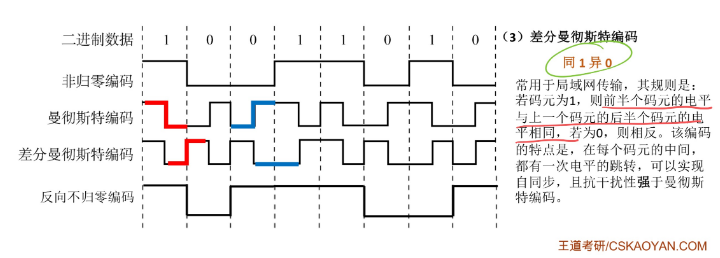 二进制数据 1 0 0 1 1 0 1 0
非归零编码
曼彻斯特编码
差分曼彻斯特编码
反向不归零编码
（3）差分曼彻斯特编码
同1异0
常用于局域网传输，其规则是：
若码元为1，则前半个码元的电平
与上一个码元的后半个码元的电
平相同，若为0，则相反。该编码
的特点是，在每个码元的中间，
都有一次电平的跳转，可以实现
自同步，且抗干扰性强于曼彻斯
特编码。
王道考研/CSKAOYAN.COM